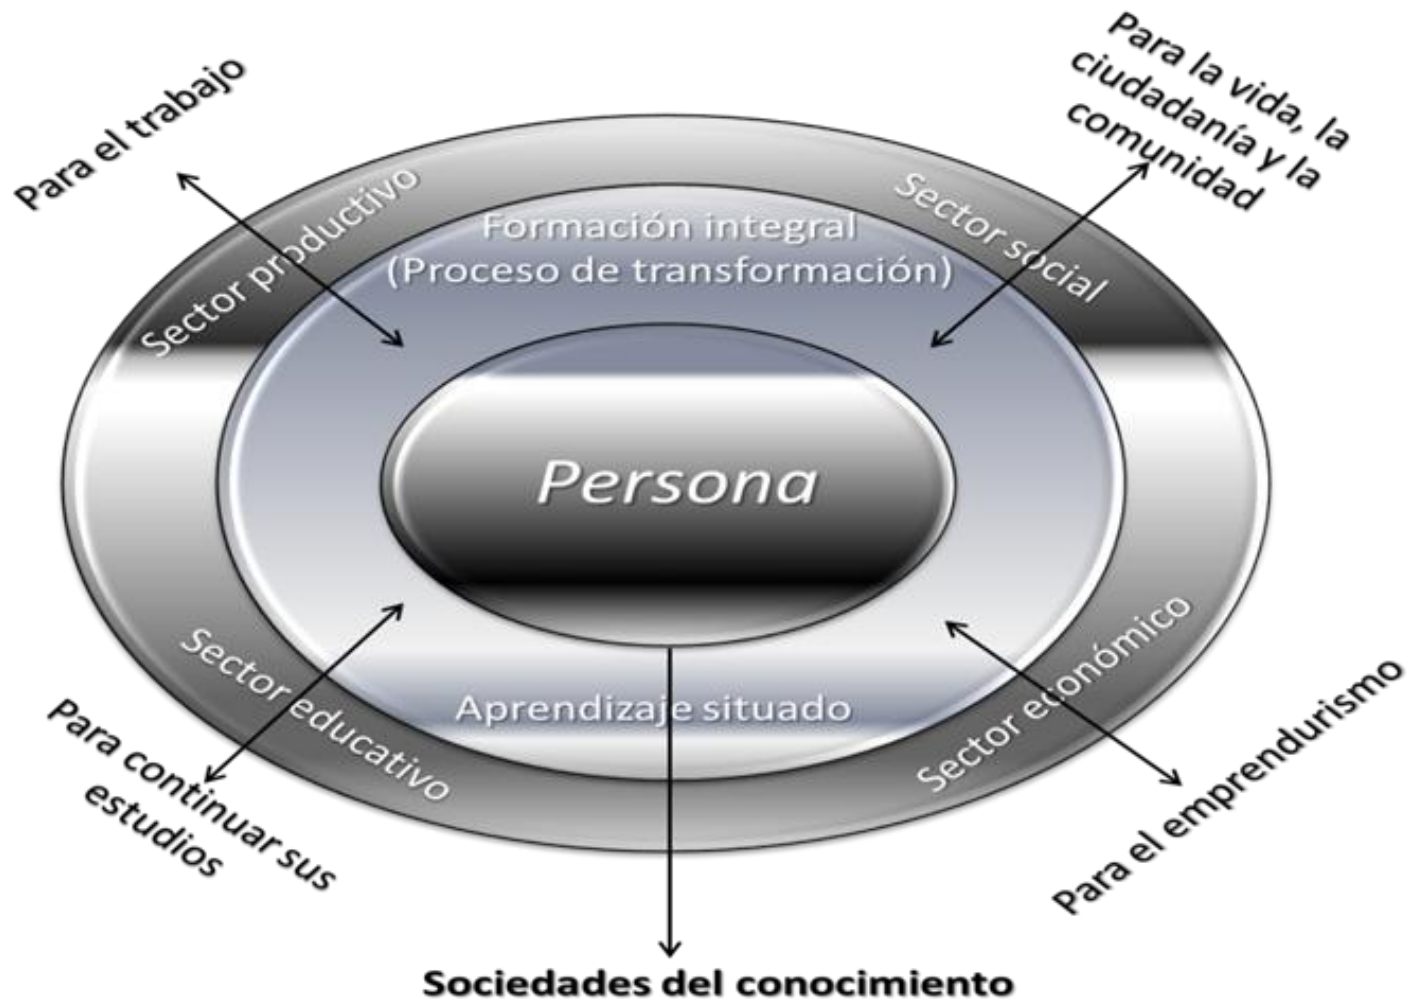 Para el trabajo
Para la vida, la
ciudadanía y la
comunidad
Sector productivo
Sector social
Formación integral
(Proceso de transformación)
Persona
Aprendizaje situado
Sector educativo
Sector económico
Para continuar sus
estudios
Para el emprendurismo
Sociedades del conocimiento